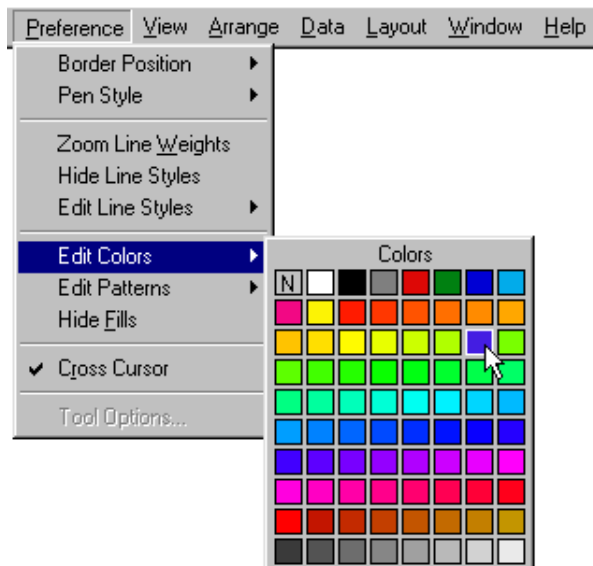 Preference View Arrange Data Layout Window Help
Border Position
Pen Style
Zoom Line Weights
Hide Line Styles
Edit Line Styles
Edit Colors
Edit Patterns
Hide Fills
Cross Cursor
Tool Options...
Colors
N